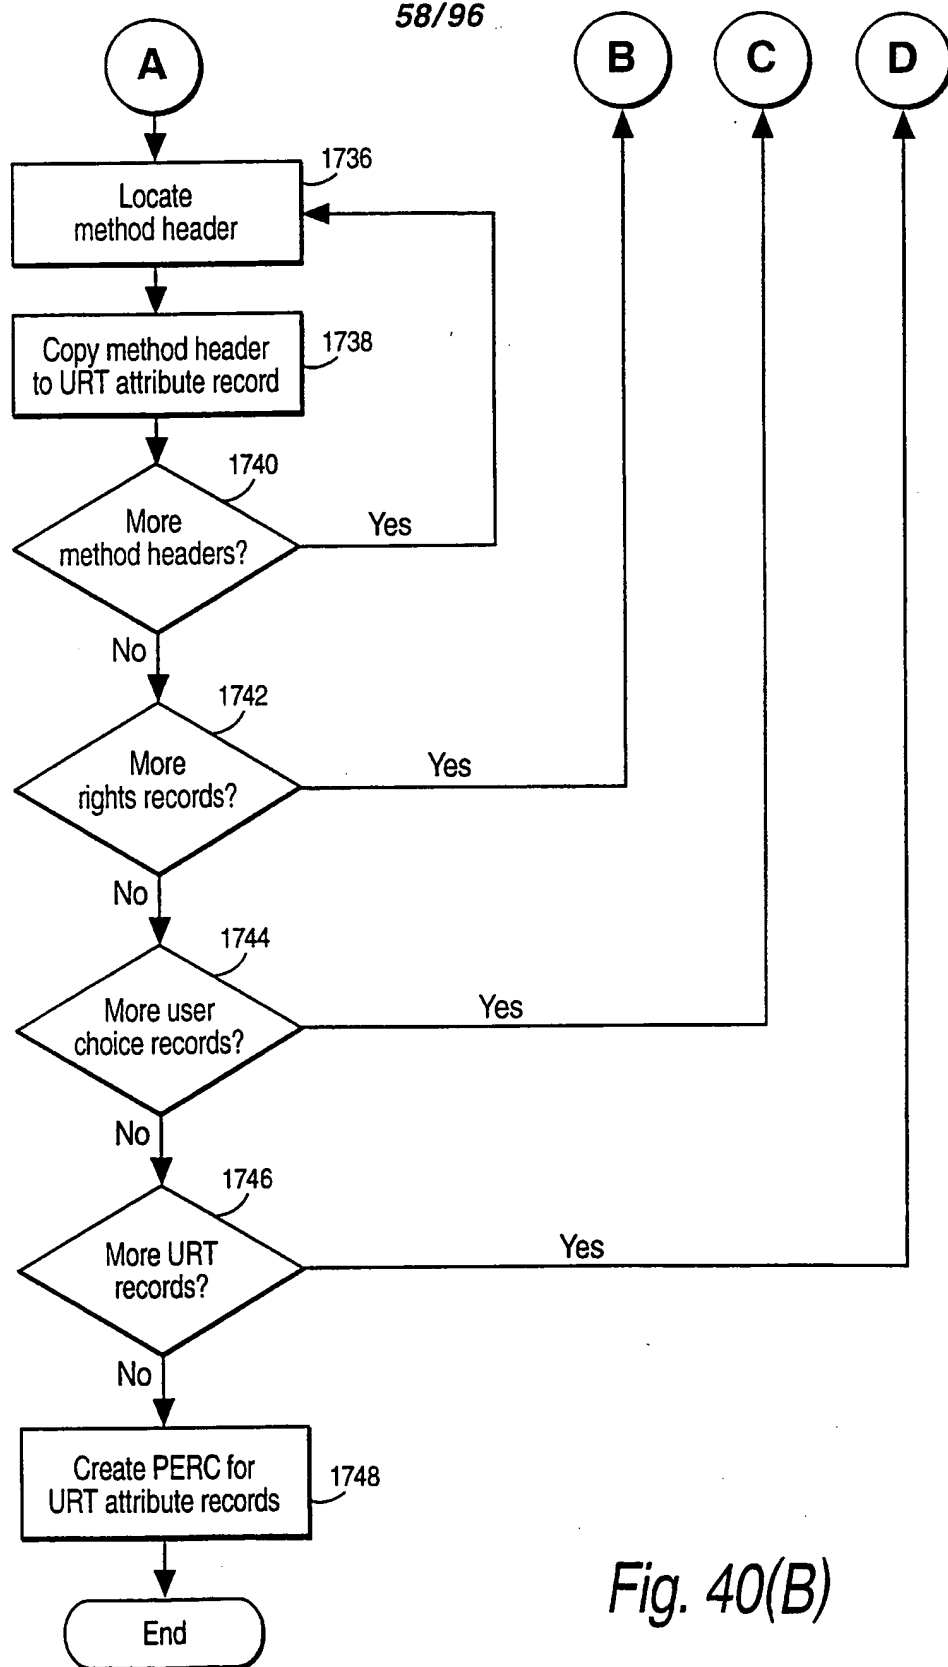 58/96
A
B
C
D
1736
Locate
method header
1738
Copy method header
to URT attribute record
1740
More
method headers?
Yes
No
1742
More
rights records?
Yes
No
1744
More user
choice records?
Yes
No
1746
More URT
records?
Yes
No
1748
Create PERC for
URT attribute records
End
Fig. 40(B)